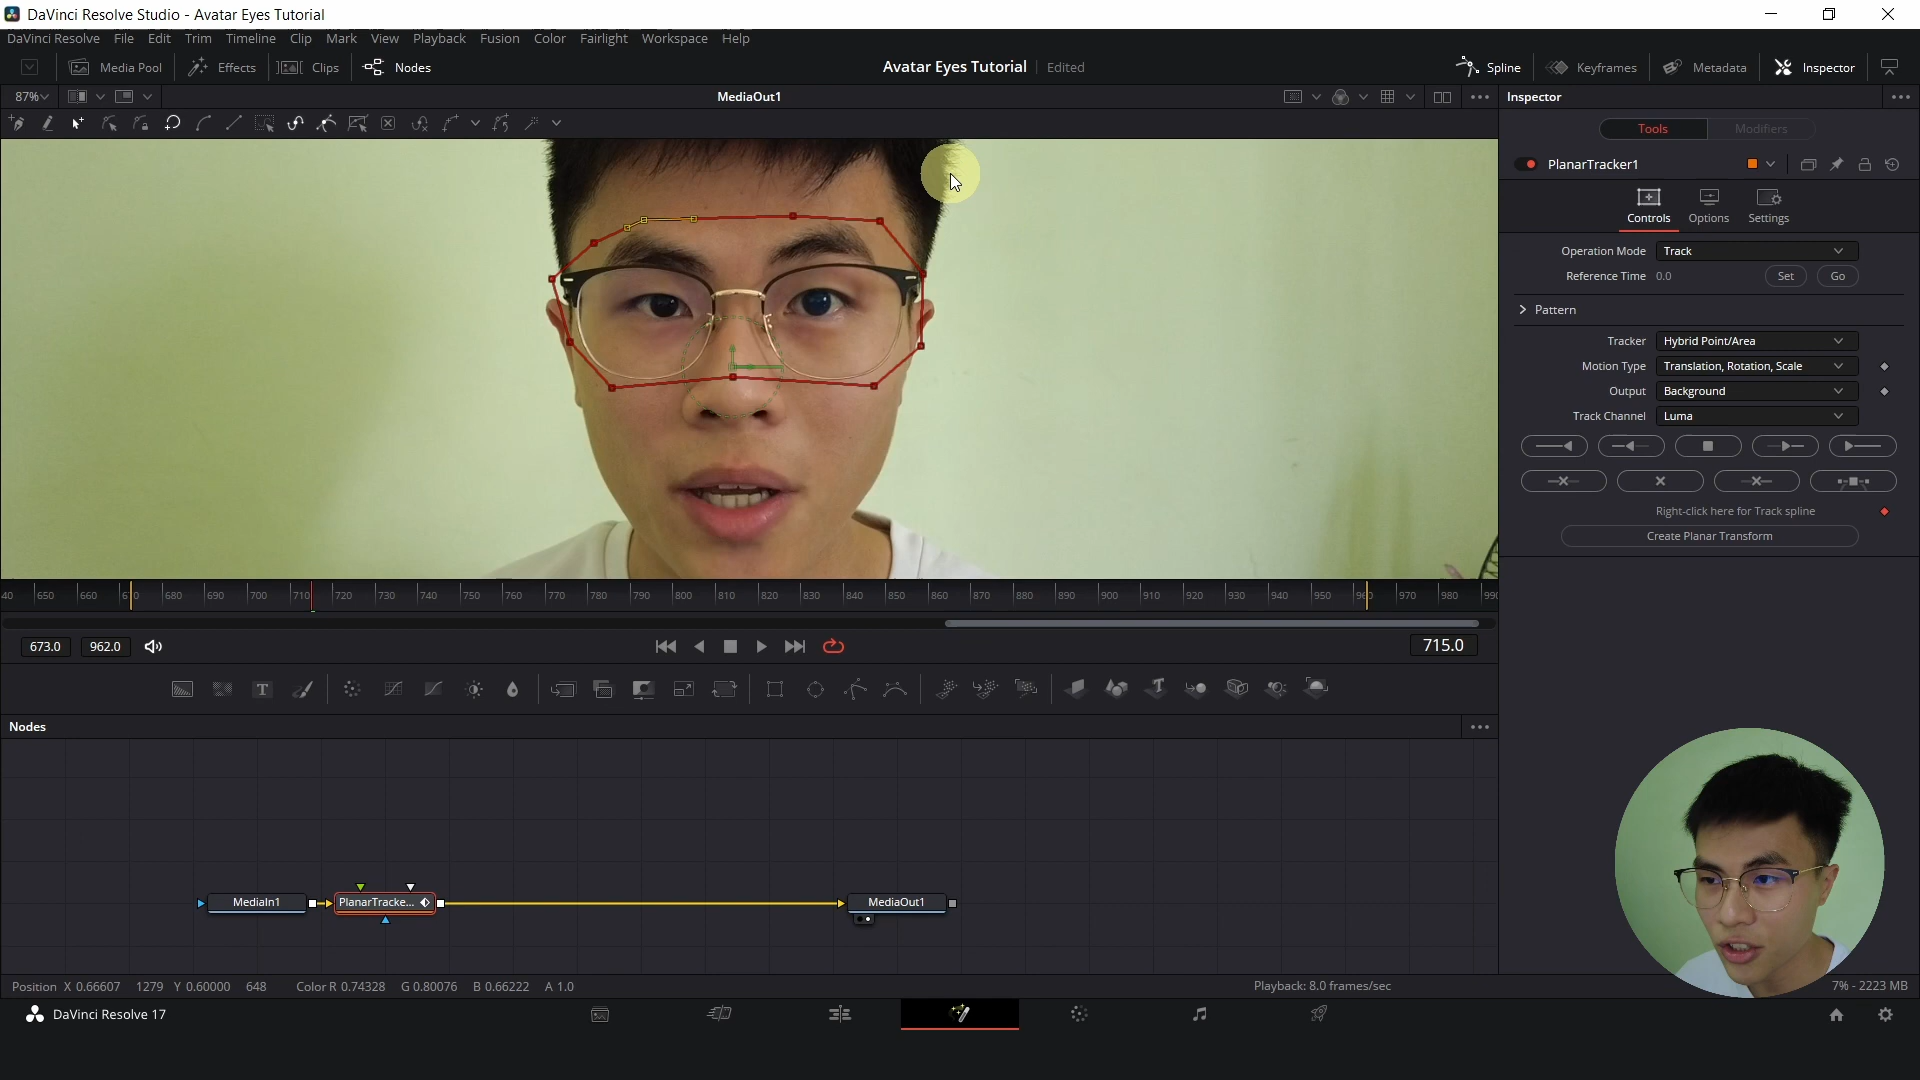 DaVinci Resolve Studio - Avatar Eyes Tutorial
DaVinci Resolve File Edit Trim Timeline Clip Mark View Playback Fusion Color Fairlight Workspace Help
Media Pool Effects Clips Nodes Avatar Eyes Tutorial Edited Spline Keyframes Metadata Inspector
87% MediaOut1 Inspector
Tools Modifiers
PlanarTracker1
Controls Options Settings
Operation Mode Track
Reference Time 0.0 Set Go
Pattern
Tracker Hybrid Point/Area
Motion Type Translation, Rotation, Scale
Output Background
Track Channel Luma
Right-click here for Track spline
Create Planar Transform
40 650 660 670 680 690 700 710 720 730 740 750 760 770 780 790 800 810 820 830 840 850 860 870 880 890 900 910 920 930 940 950 960 970 980 990
673.0 962.0 715.0
Nodes
MediaIn1 PlanarTracke... MediaOut1
Position X 0.66607 1279 Y 0.60000 648 Color R 0.74328 G 0.80076 B 0.66222 A 1.0 Playback: 8.0 frames/sec 7% - 2223 MB
DaVinci Resolve 17